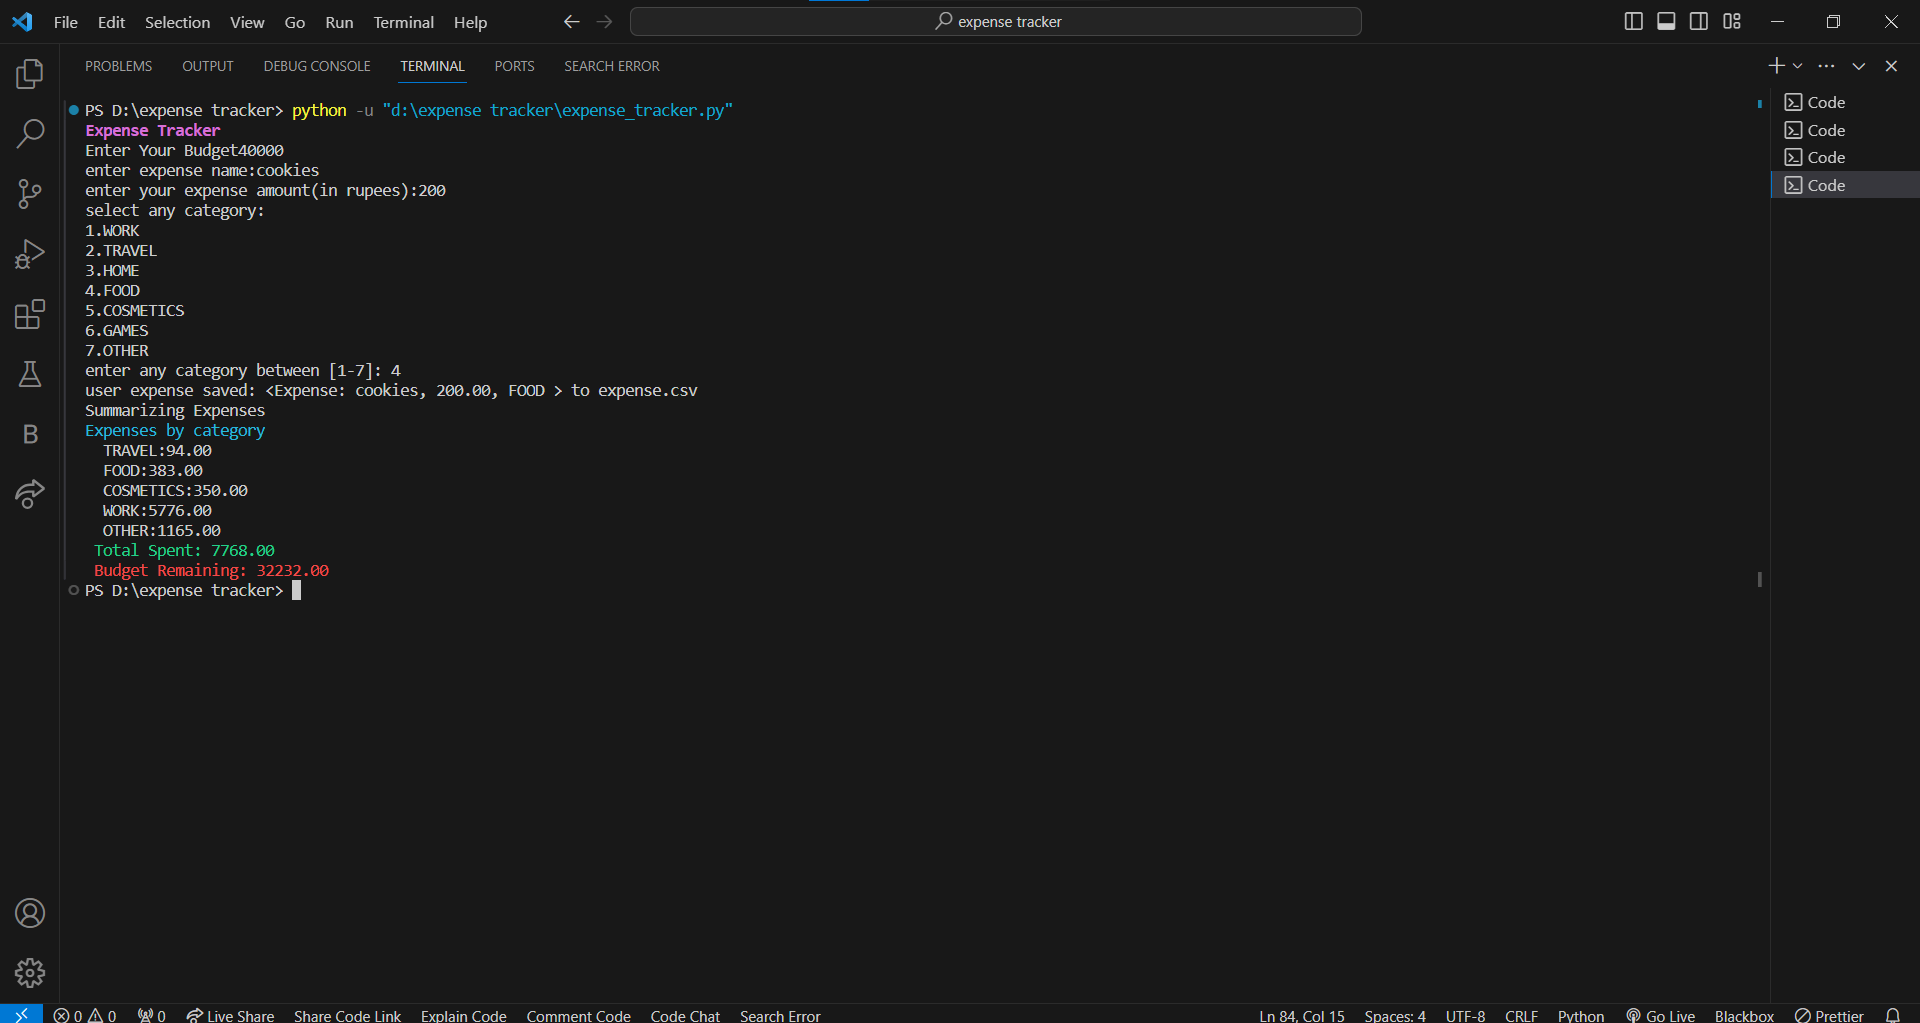 File Edit Selection View Go Run Terminal Help
expense tracker
PROBLEMS OUTPUT DEBUG CONSOLE TERMINAL PORTS SEARCH ERROR
PS D:\expense tracker> python -u "d:\expense tracker\expense_tracker.py"
Expense Tracker
Enter Your Budget40000
enter expense name:cookies
enter your expense amount(in rupees):200
select any category:
1.WORK
2.TRAVEL
3.HOME
4.FOOD
5.COSMETICS
6.GAMES
7.OTHER
enter any category between [1-7]: 4
user expense saved: <Expense: cookies, 200.00, FOOD > to expense.csv
Summarizing Expenses
Expenses by category
TRAVEL:94.00
FOOD:383.00
COSMETICS:350.00
WORK:5776.00
OTHER:1165.00
Total Spent: 7768.00
Budget Remaining: 32232.00
PS D:\expense tracker>
Code
Code
Code
Code
B
0 0 0 Live Share Share Code Link Explain Code Comment Code Code Chat Search Error Ln 84, Col 15 Spaces: 4 UTF-8 CRLF Python Go Live Blackbox Prettier